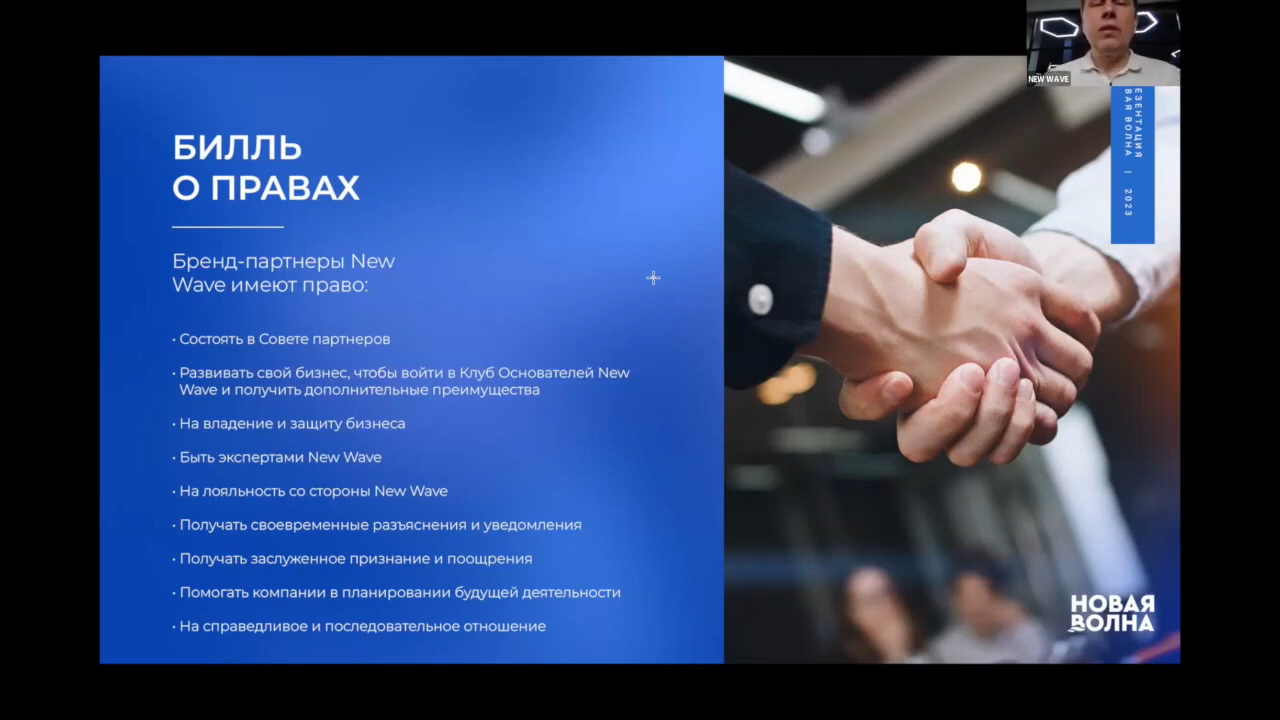 NEW WAVE
БИЛЛЬ
О ПРАВАХ
Бренд-партнеры New
Wave имеют право:
• Состоять в Совете партнеров
• Развивать свой бизнес, чтобы войти в Клуб Основателей New
Wave и получить дополнительные преимущества
• На владение и защиту бизнеса
• Быть экспертами New Wave
• На лояльность со стороны New Wave
• Получать своевременные разъяснения и уведомления
• Получать заслуженное признание и поощрения
• Помогать компании в планировании будущей деятельности
• На справедливое и последовательное отношение
ЕЗЕНТАЦИЯ
ВАЯ ВОЛНА | 2023
НОВАЯ
ВОЛНА